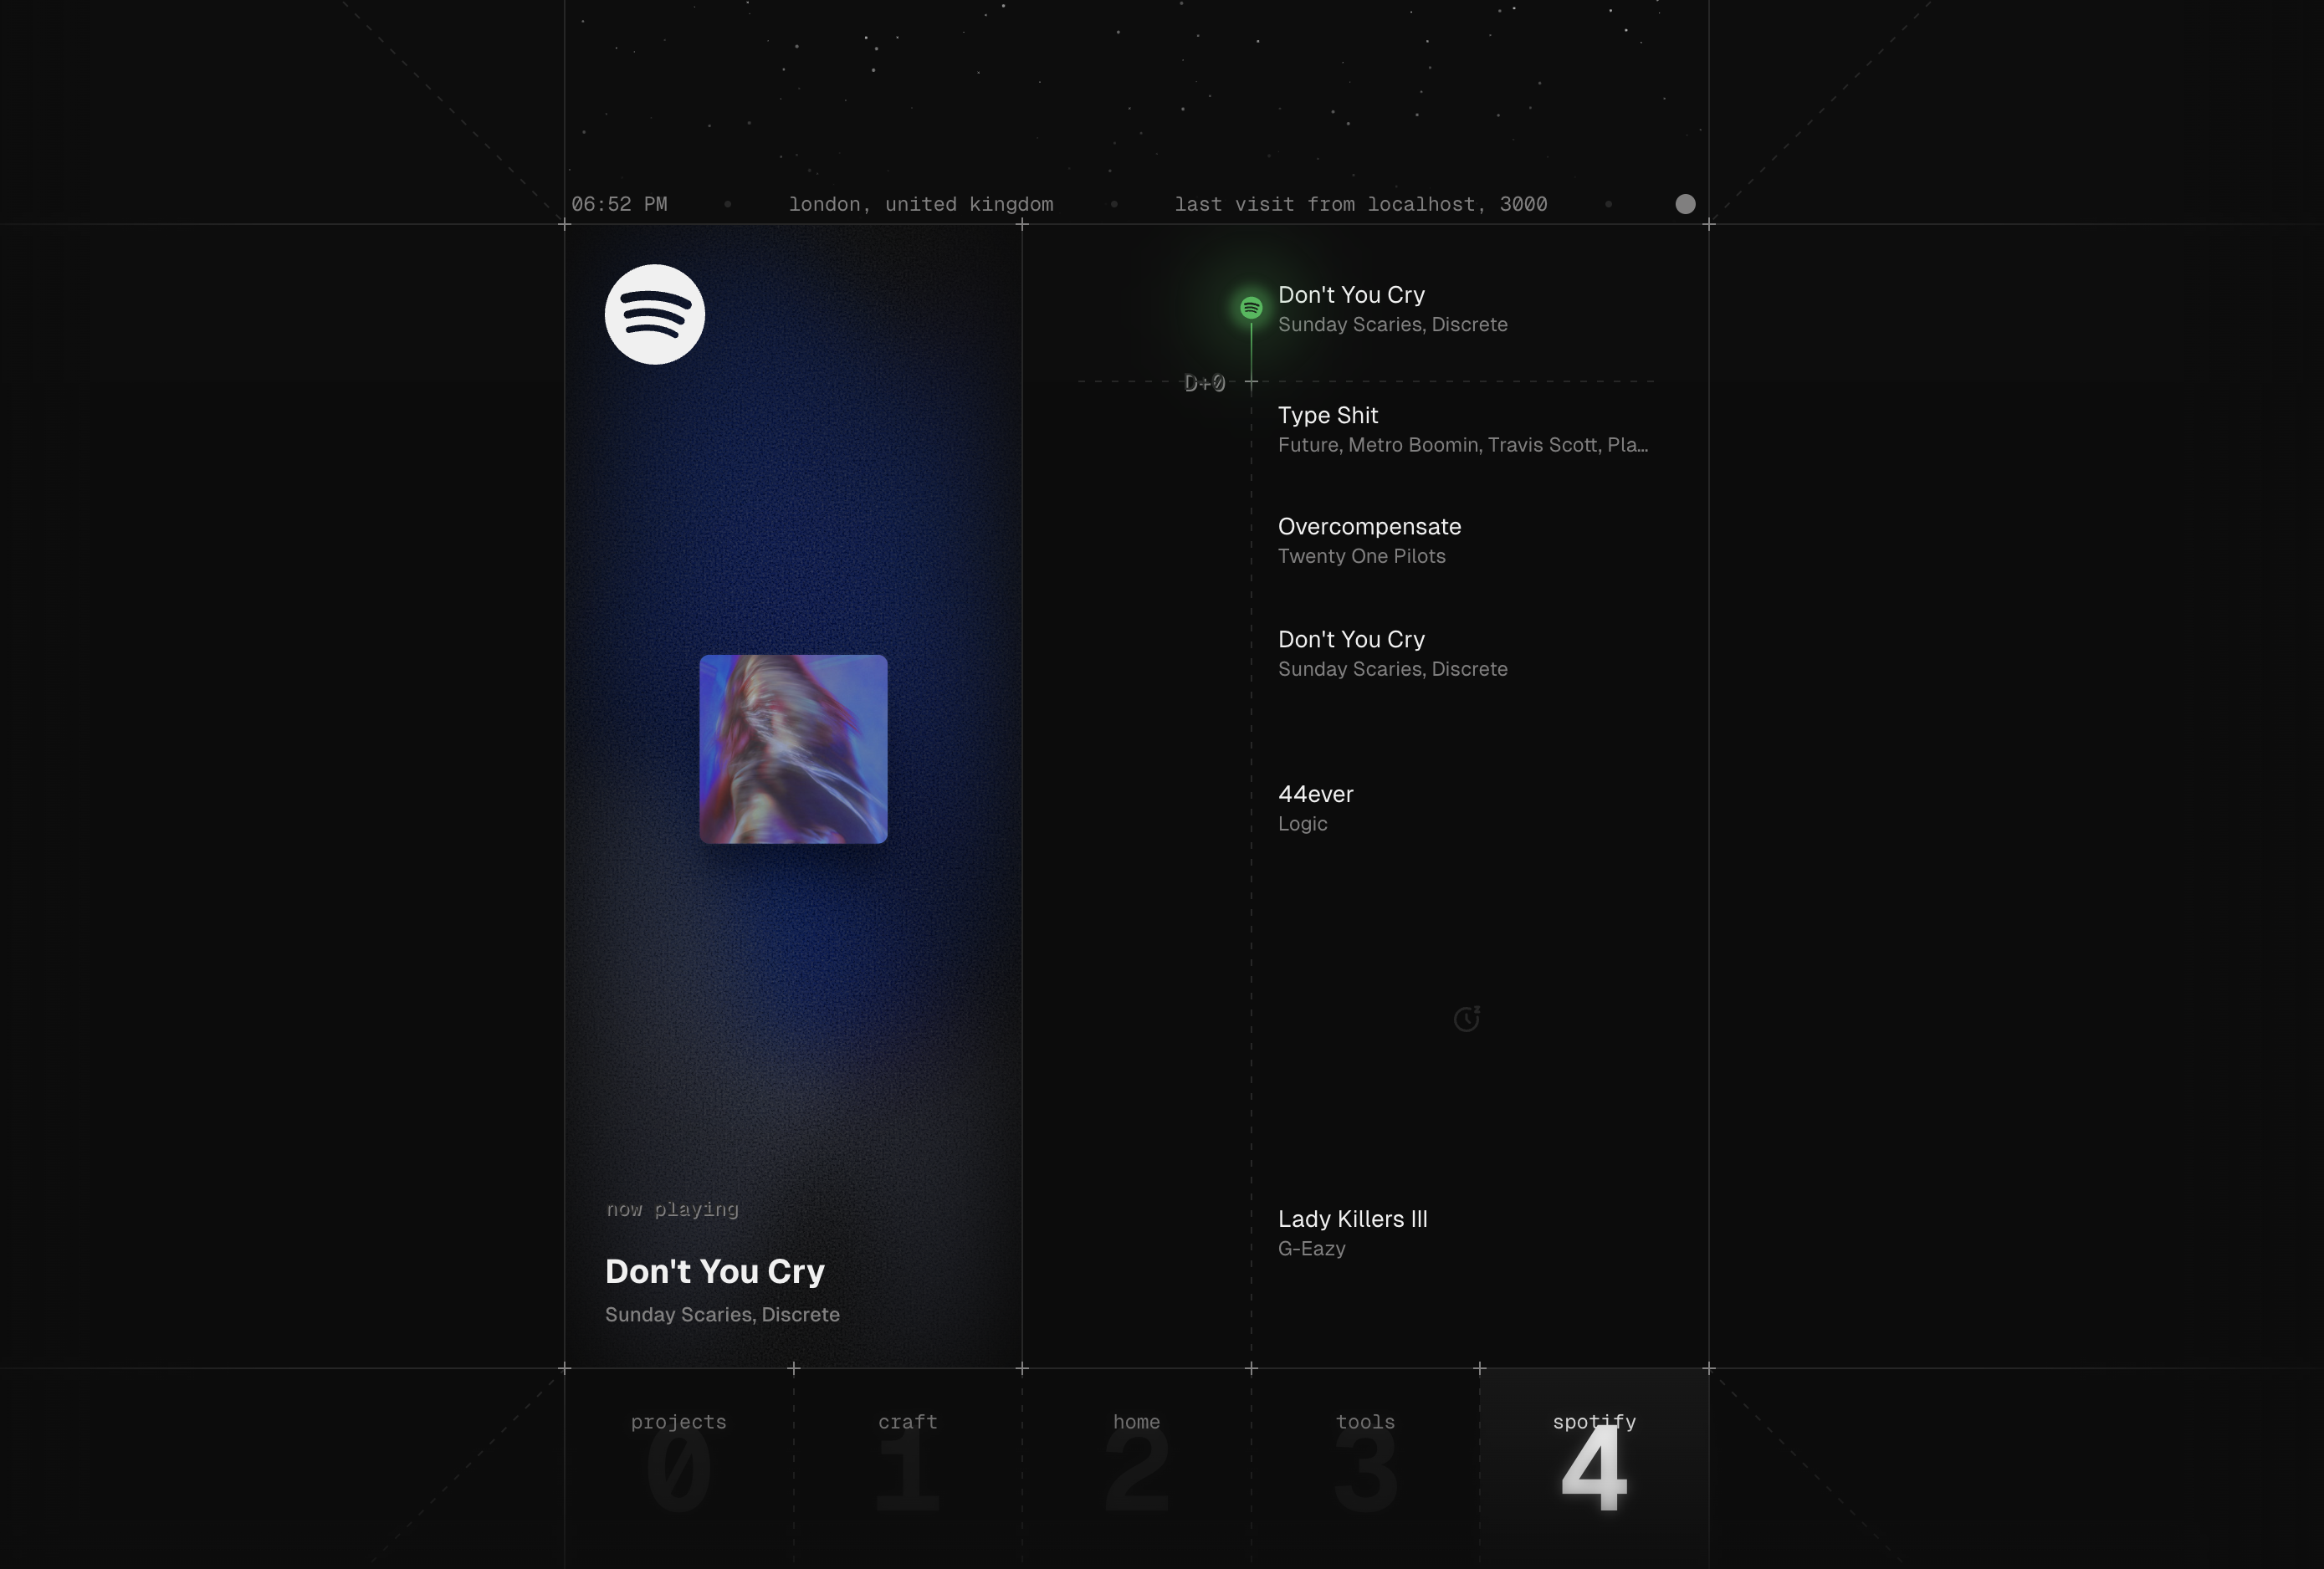 06:52 PM
london, united kingdom
last visit from localhost, 3000
now playing
Don't You Cry
Sunday Scaries, Discrete
Don't You Cry
Sunday Scaries, Discrete
D+0
Type Shit
Future, Metro Boomin, Travis Scott, Pla...
Overcompensate
Twenty One Pilots
Don't You Cry
Sunday Scaries, Discrete
44ever
Logic
Lady Killers III
G-Eazy
projects
0
craft
1
home
2
tools
3
spotify
4